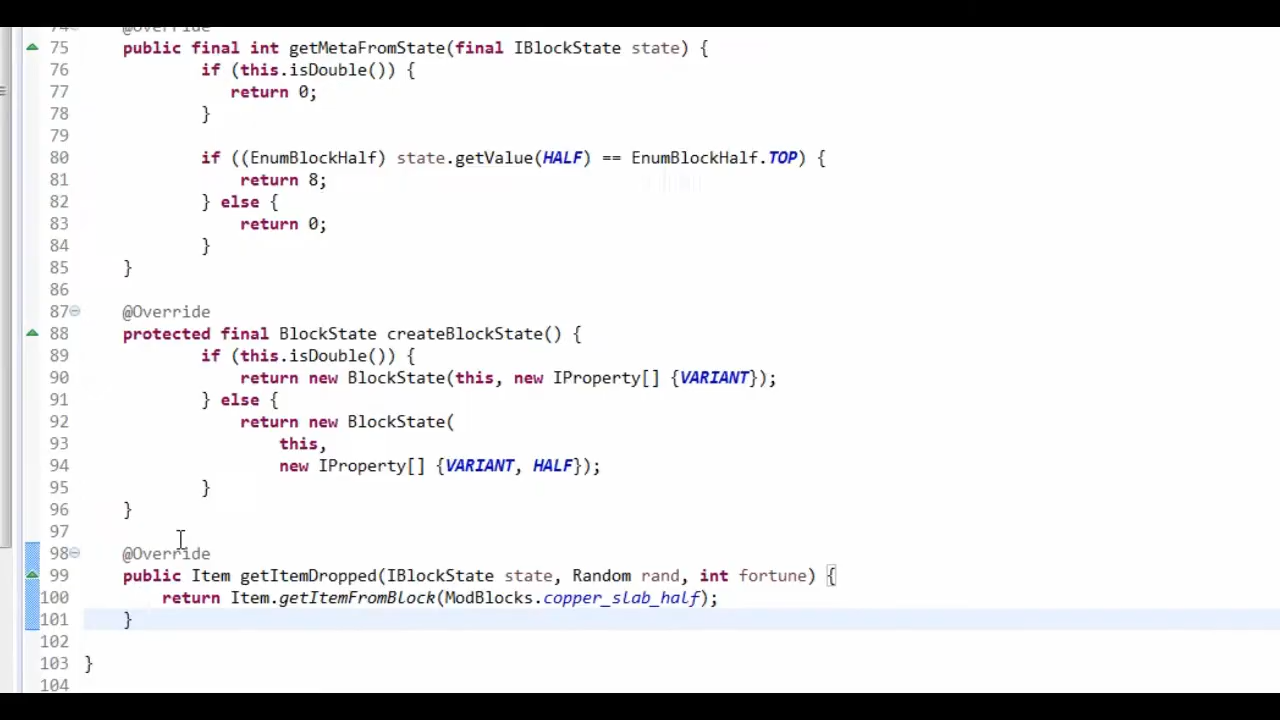 74 @Override
75 public final int getMetaFromState(final IBlockState state) {
76 if (this.isDouble()) {
77 return 0;
78 }
79
80 if ((EnumBlockHalf) state.getValue(HALF) == EnumBlockHalf.TOP) {
81 return 8;
82 } else {
83 return 0;
84 }
85 }
86
87 @Override
88 protected final BlockState createBlockState() {
89 if (this.isDouble()) {
90 return new BlockState(this, new IProperty[] {VARIANT});
91 } else {
92 return new BlockState(
93 this,
94 new IProperty[] {VARIANT, HALF});
95 }
96 }
97
98 @Override
99 public Item getItemDropped(IBlockState state, Random rand, int fortune) {
100 return Item.getItemFromBlock(ModBlocks.copper_slab_half);
101 }
102
103 }
104